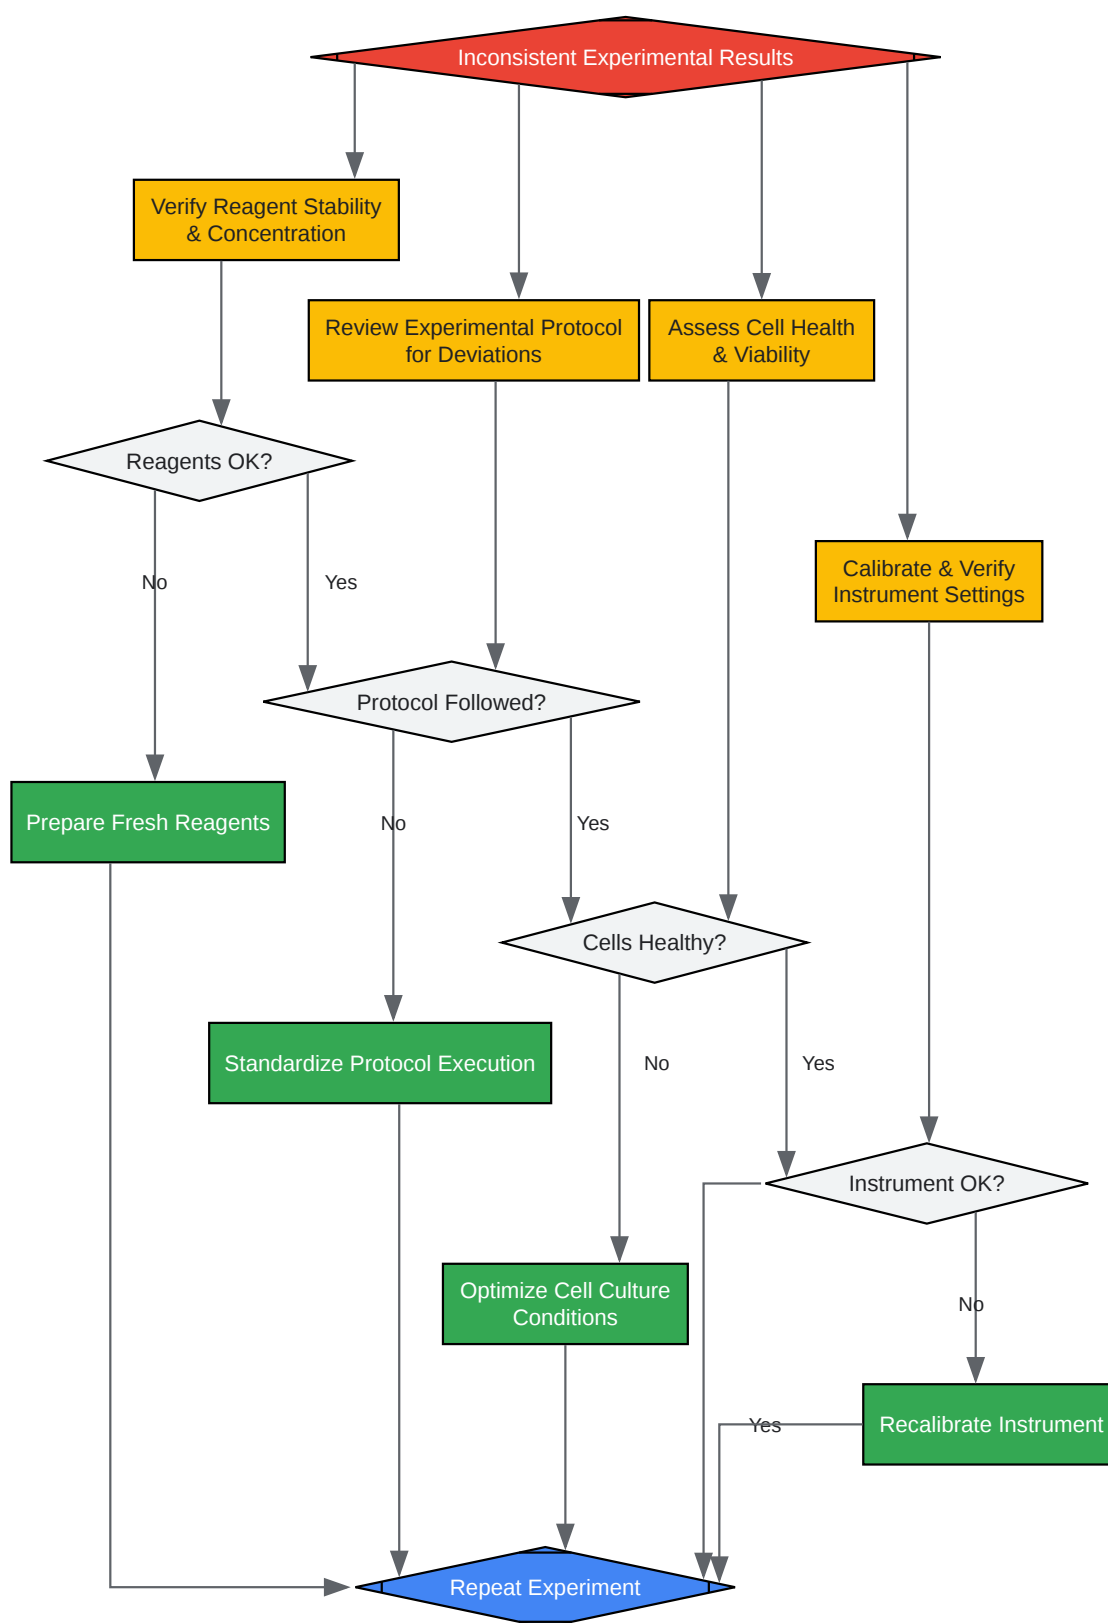 Inconsistent Experimental Results
Verify Reagent Stability
& Concentration
Review Experimental Protocol
for Deviations
Assess Cell Health
& Viability
Reagents OK?
Calibrate & Verify
Instrument Settings
No
Yes
Protocol Followed?
Prepare Fresh Reagents
No
Yes
Cells Healthy?
Standardize Protocol Execution
No
Yes
Instrument OK?
Optimize Cell Culture
Conditions
No
Yes
Recalibrate Instrument
Repeat Experiment